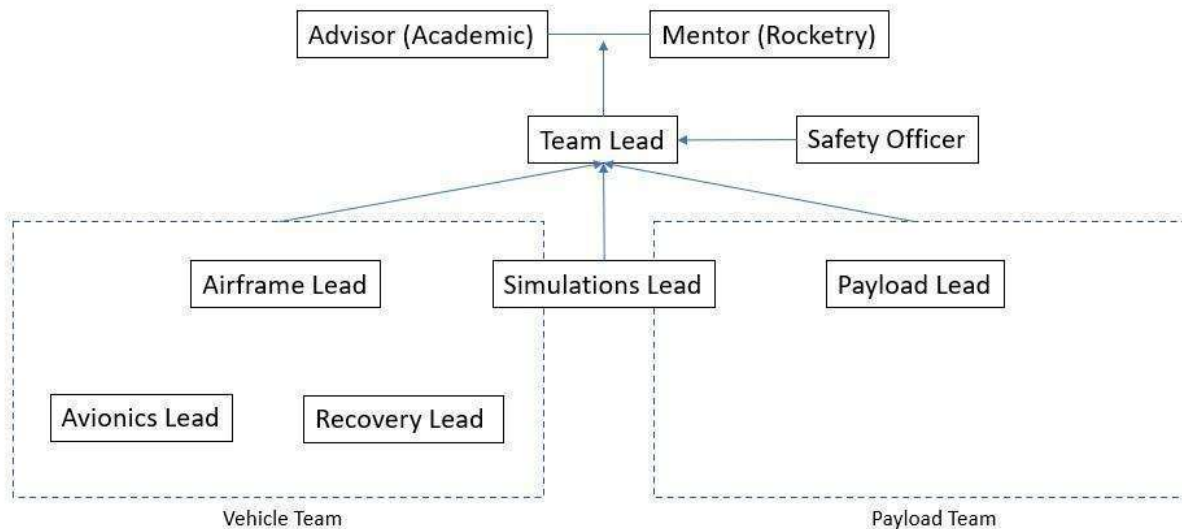 Advisor (Academic)
Mentor (Rocketry)
Team Lead
Safety Officer
Airframe Lead
Simulations Lead
Payload Lead
Avionics Lead
Recovery Lead
Vehicle Team
Payload Team